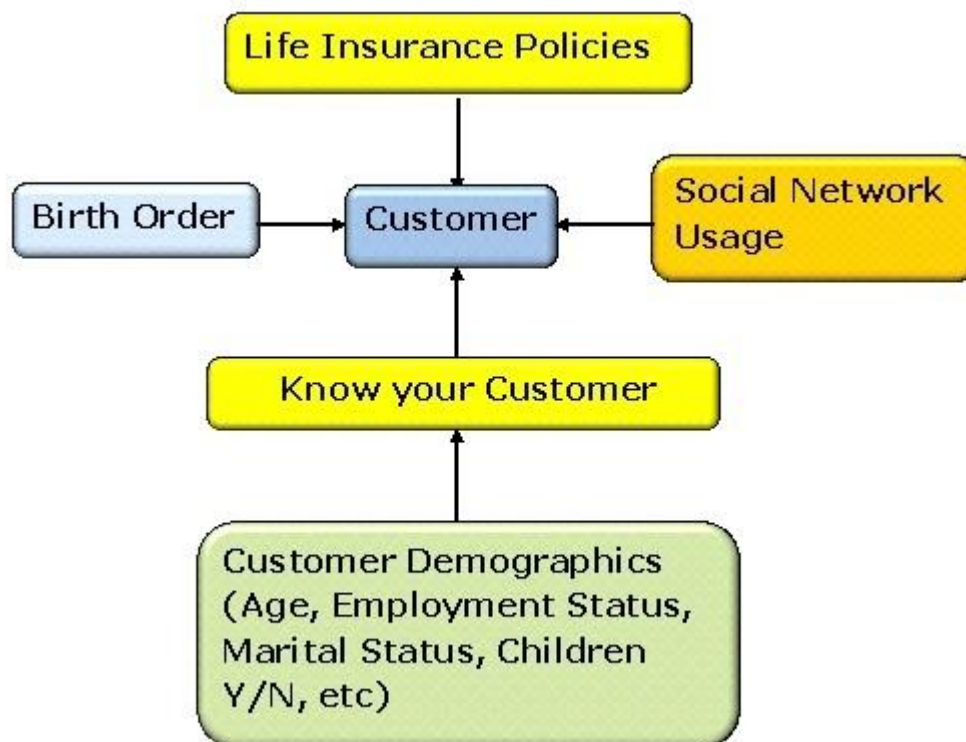 Life Insurance Policies
Birth Order
Customer
Social Network
Usage
Know your Customer
Customer Demographics
(Age, Employment Status,
Marital Status, Children
Y/N, etc)